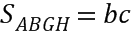 S_{ABGH} = bc